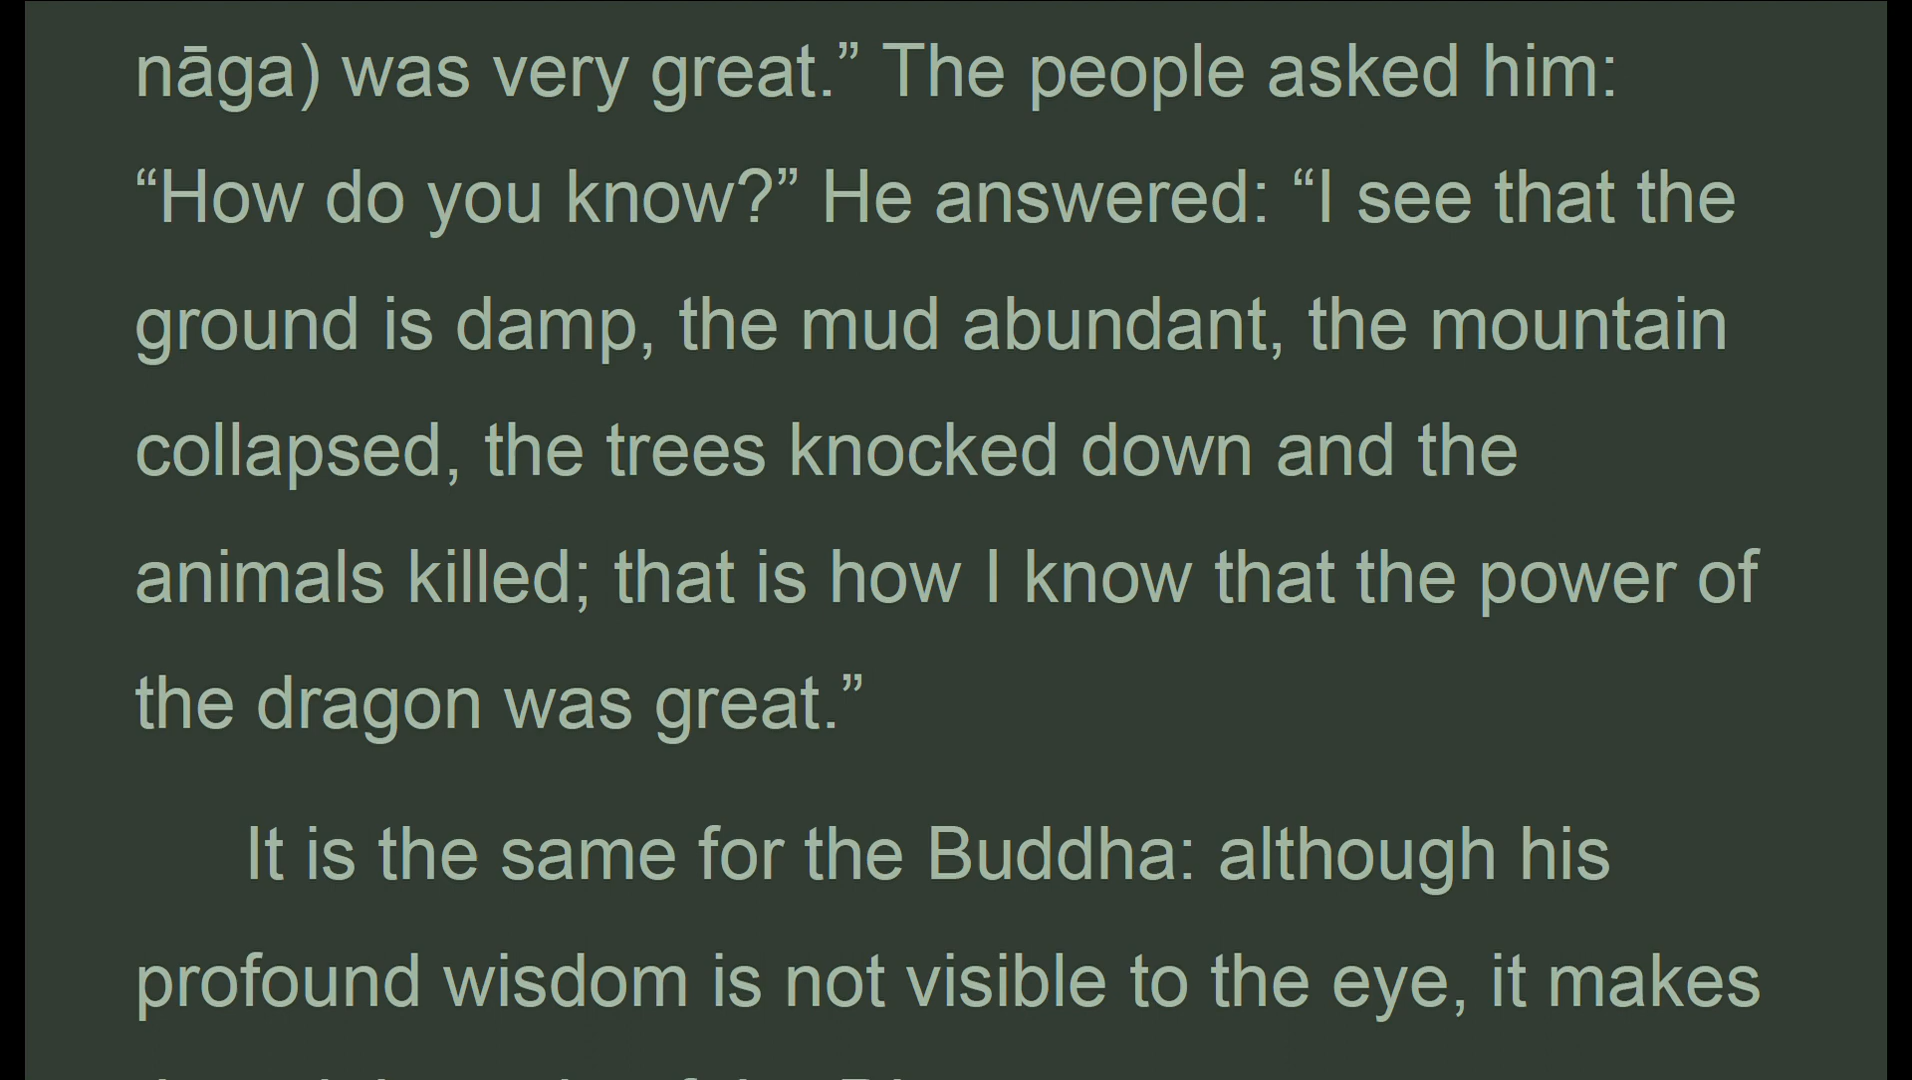 nāga) was very great.” The people asked him:
“How do you know?” He answered: “I see that the
ground is damp, the mud abundant, the mountain
collapsed, the trees knocked down and the
animals killed; that is how I know that the power of
the dragon was great.”
It is the same for the Buddha: although his
profound wisdom is not visible to the eye, it makes